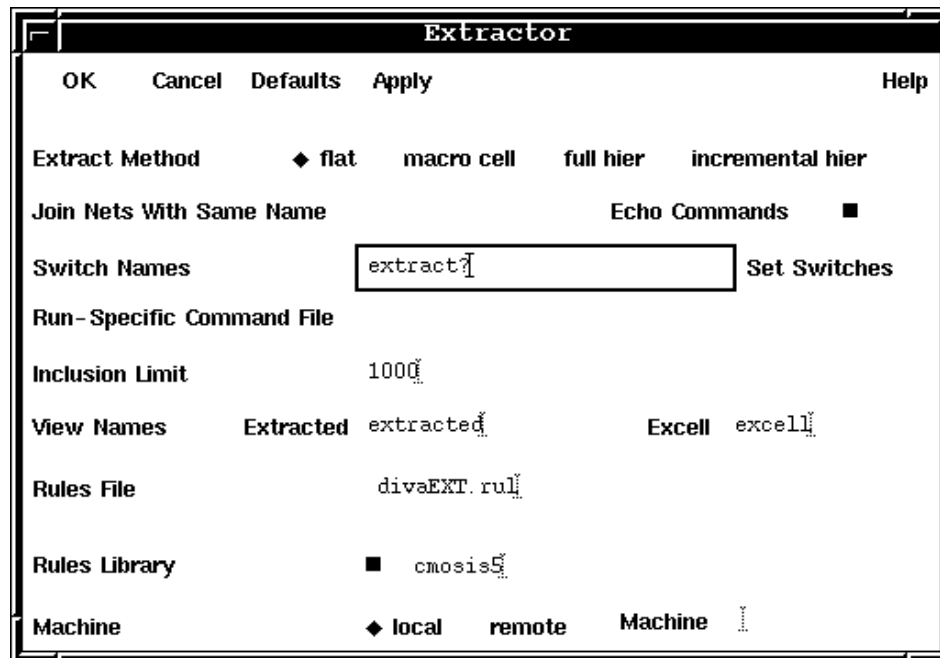 Extractor
OK Cancel Defaults Apply Help
Extract Method flat macro cell full hier incremental hier
Join Nets With Same Name Echo Commands
Switch Names extract? Set Switches
Run-Specific Command File
Inclusion Limit 1000
View Names Extracted extracted Excell excell
Rules File divaEXT.rul
Rules Library cmosis5
Machine local remote Machine